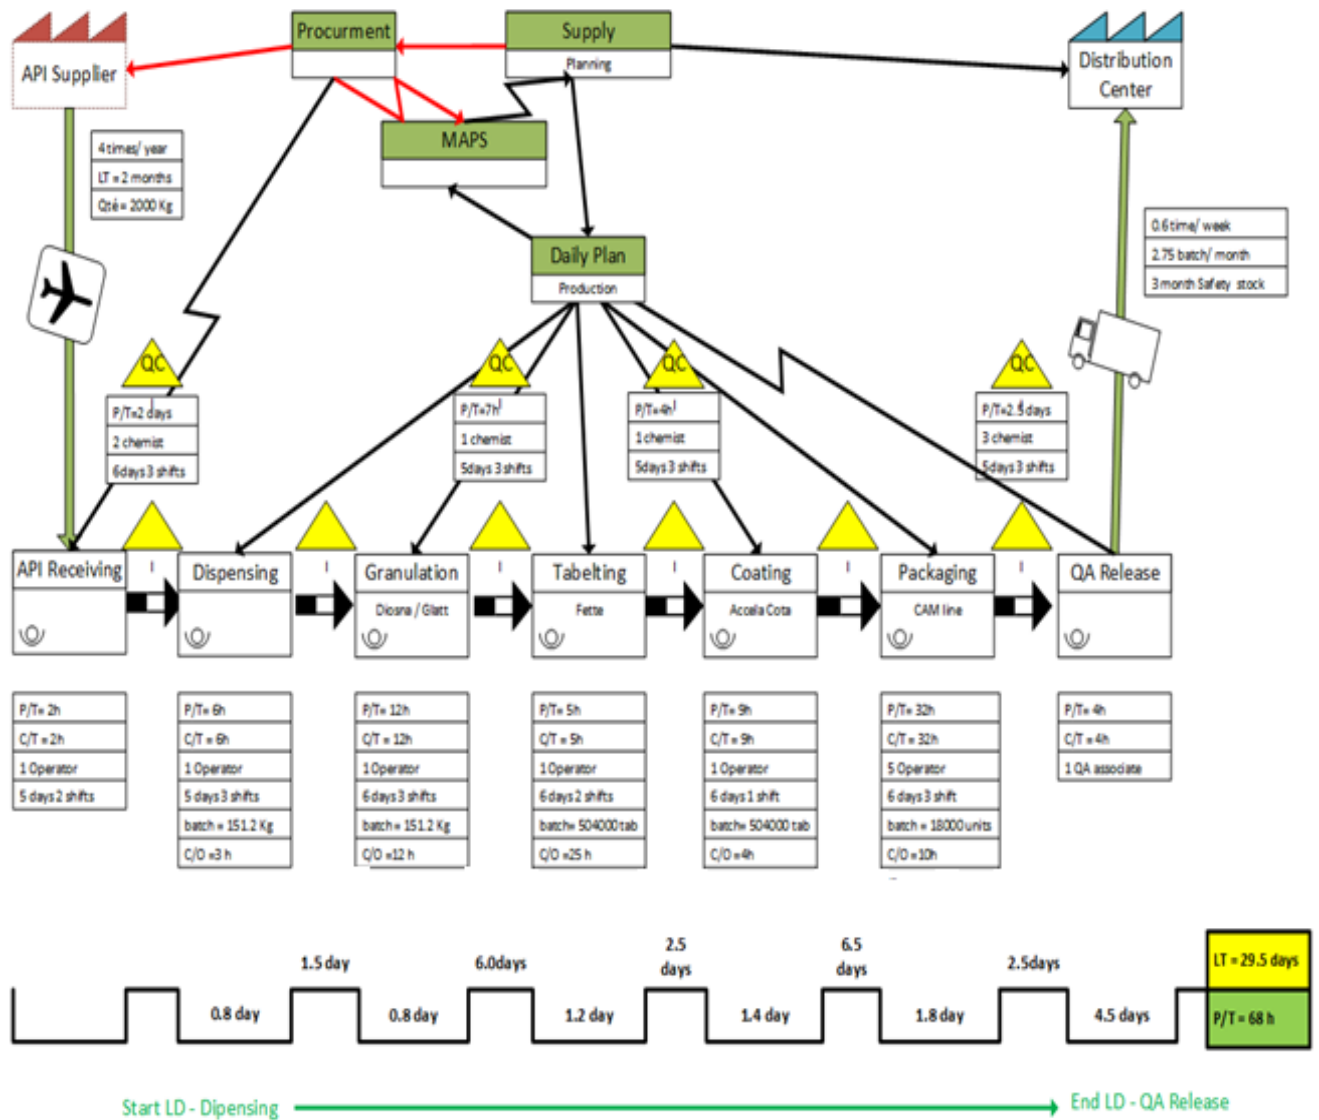 API Supplier
Procurment
Supply
Planning
Distribution
Center
MAPS
4 times/ year
LT = 2 months
Qté = 2000 Kg
0.6 time/ week
2.75 batch/ month
3 month Safety stock
Daily Plan
Production
QC
QC
QC
QC
P/T=2 days
2 chemist
6days 3 shifts
P/T=7h
1 chemist
5days 3 shifts
P/T=4h
1 chemist
5days 3 shifts
P/T=2.5 days
3 chemist
5days 3 shifts
I
I
I
I
I
I
I
I
I
I
API Receiving
Dispensing
Granulation
Diosna / Glatt
Tabelting
Fette
Coating
Accela Cota
Packaging
CAM line
QA Release
P/T= 2h
C/T = 2h
1 Operator
5 days 2 shifts
P/T= 6h
C/T = 6h
1 Operator
5 days 3 shifts
batch = 151.2 Kg
C/O =3 h
P/T= 12h
C/T = 12h
1 Operator
6 days 3 shifts
batch = 151.2 Kg
C/O =12 h
P/T= 5h
C/T = 5h
1 Operator
6 days 2 shifts
batch= 504000 tab
C/O =25 h
P/T= 9h
C/T = 9h
1 Operator
6 days 1 shift
batch= 504000 tab
C/O =4h
P/T= 32h
C/T = 32h
5 Operator
6 days 3 shift
batch = 18000 units
C/O =10h
P/T= 4h
C/T = 4h
1 QA associate
1.5 day
6.0days
2.5
days
6.5
days
2.5days
LT = 29.5 days
0.8 day
0.8 day
1.2 day
1.4 day
1.8 day
4.5 days
P/T = 68 h
Start LD - Dipensing
End LD - QA Release